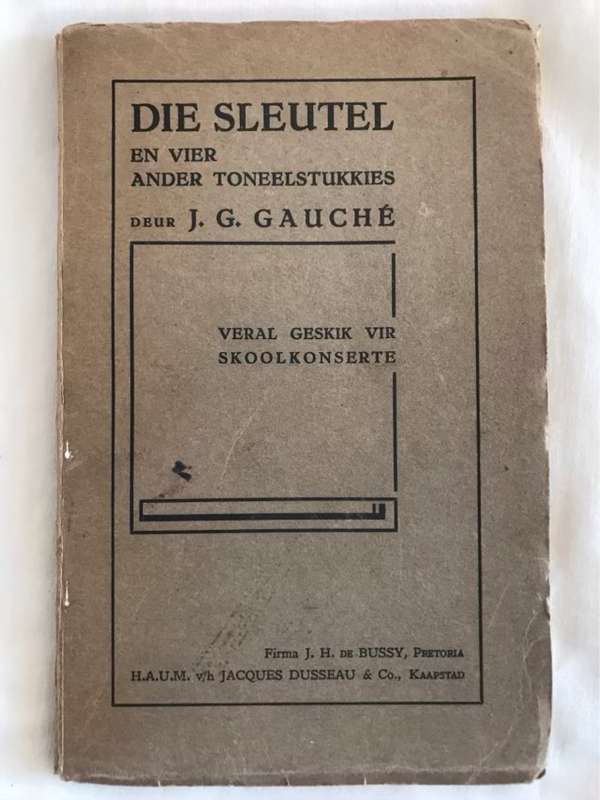 DIE SLEUTEL
EN VIER
ANDER TONEELSTUKKIES
DEUR J. G. GAUCHÉ
VERAL GESKIK VIR
SKOOLKONSERTE
Firma J. H. DE BUSSY, PRETORIA
H.A.U.M. v/h JACQUES DUSSEAU & Co., KAAPSTAD